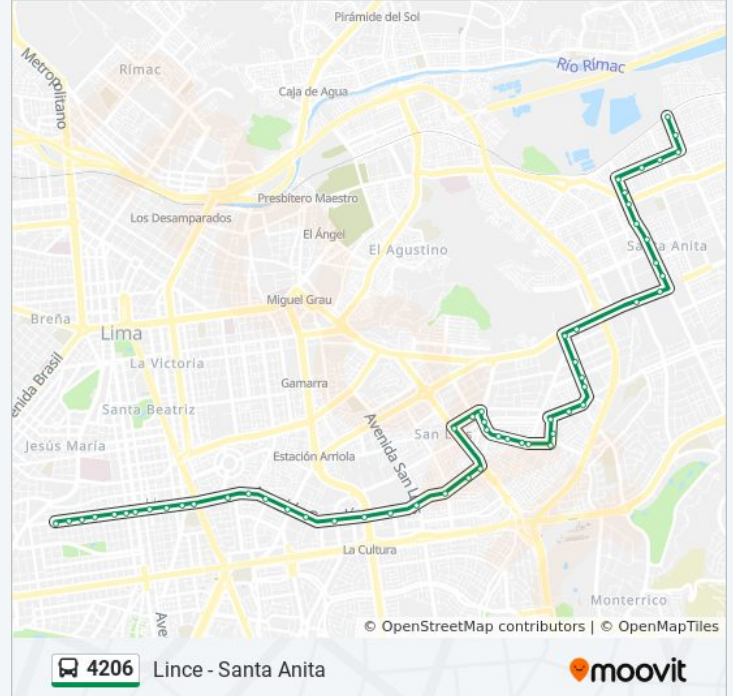 Pirámide del Sol
Metropolitano
Rímac
Río Rímac
Caja de Agua
Presbítero Maestro
Los Desamparados
El Ángel
El Agustino
Santa Anita
Miguel Grau
Breña
Lima
La Victoria
Gamarra
Santa Beatriz
Avenida San L
San L
Jesús María
Estación Arriola
La Cultura
Monterrico
Ave
© OpenStreetMap contributors | © OpenMapTiles
4206 Lince - Santa Anita
moovit